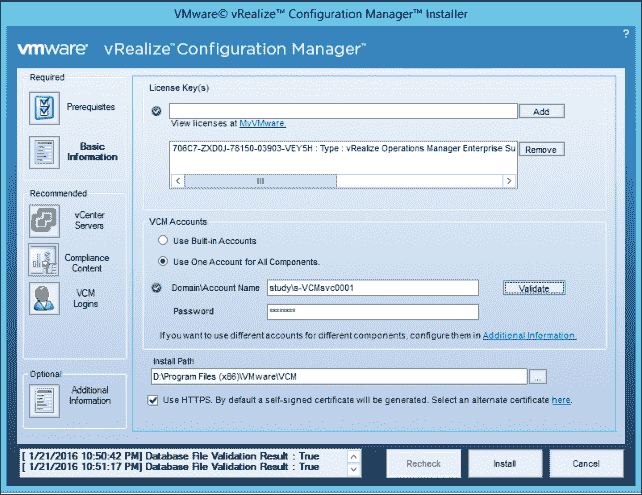 VMware© vRealize™ Configuration Manager™ Installer
vmware® vRealize™ Configuration Manager™
?
Required
Prerequisites
Basic
Information
Recommended
vCenter
Servers
Compliance
Content
VCM
Logins
Optional
Additional
Information
License Key(s)
Add
View licenses at MyVMware.
706C7-ZXD0J-78150-03903-VEY5H : Type : vRealize Operations Manager Enterprise Su
Remove
VCM Accounts
Use Built-in Accounts
Use One Account for All Components.
Domain\Account Name
study\s-VCMsvc0001
Validate
Password
********
If you want to use different accounts for different components, configure them in Additional Information.
Install Path
D:\Program Files (x86)\VMware\VCM
...
Use HTTPS. By default a self-signed certificate will be generated. Select an alternate certificate here.
[ 1/21/2016 10:50:42 PM] Database File Validation Result : True
[ 1/21/2016 10:51:17 PM] Database File Validation Result : True
Recheck
Install
Cancel